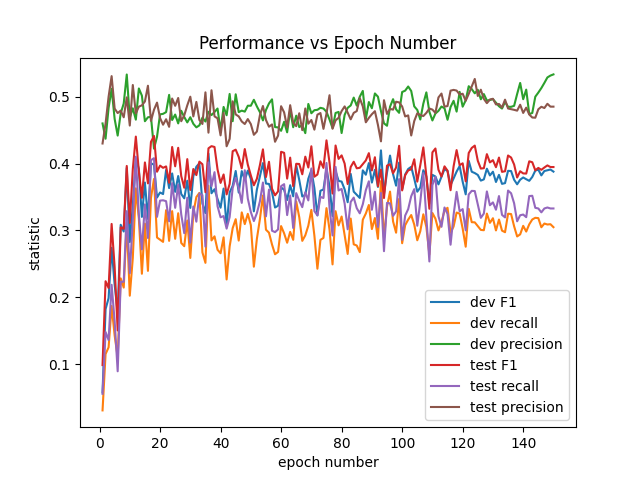 Performance vs Epoch Number
statistic
0.5
0.4
0.3
0.2
0.1
0 20 40 60 80 100 120 140
epoch number
dev F1
dev recall
dev precision
test F1
test recall
test precision